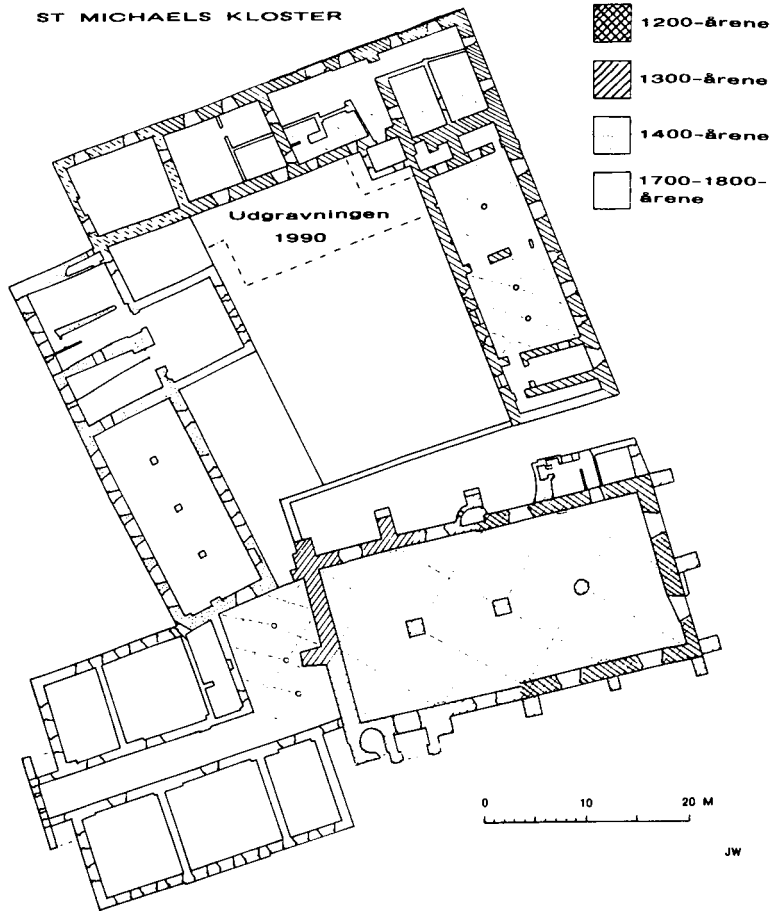 ST MICHAELS KLOSTER
1200-årene
1300-årene
1400-årene
1700-1800-
årene
Udgravningen
1990
0 10 20 M
JW